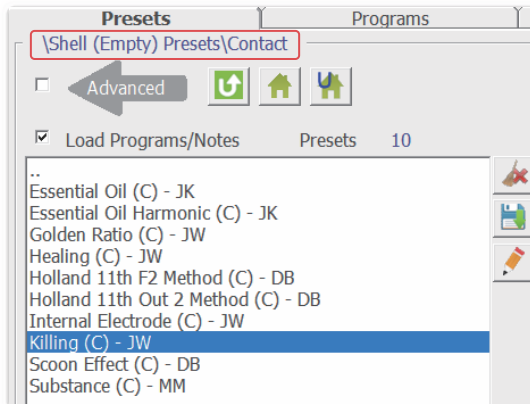 Presets Programs
\Shell (Empty) Presets\Contact
Advanced
Load Programs/Notes Presets 10
..
Essential Oil (C) - JK
Essential Oil Harmonic (C) - JK
Golden Ratio (C) - JW
Healing (C) - JW
Holland 11th F2 Method (C) - DB
Holland 11th Out 2 Method (C) - DB
Internal Electrode (C) - JW
Killing (C) - JW
Scoon Effect (C) - DB
Substance (C) - MM